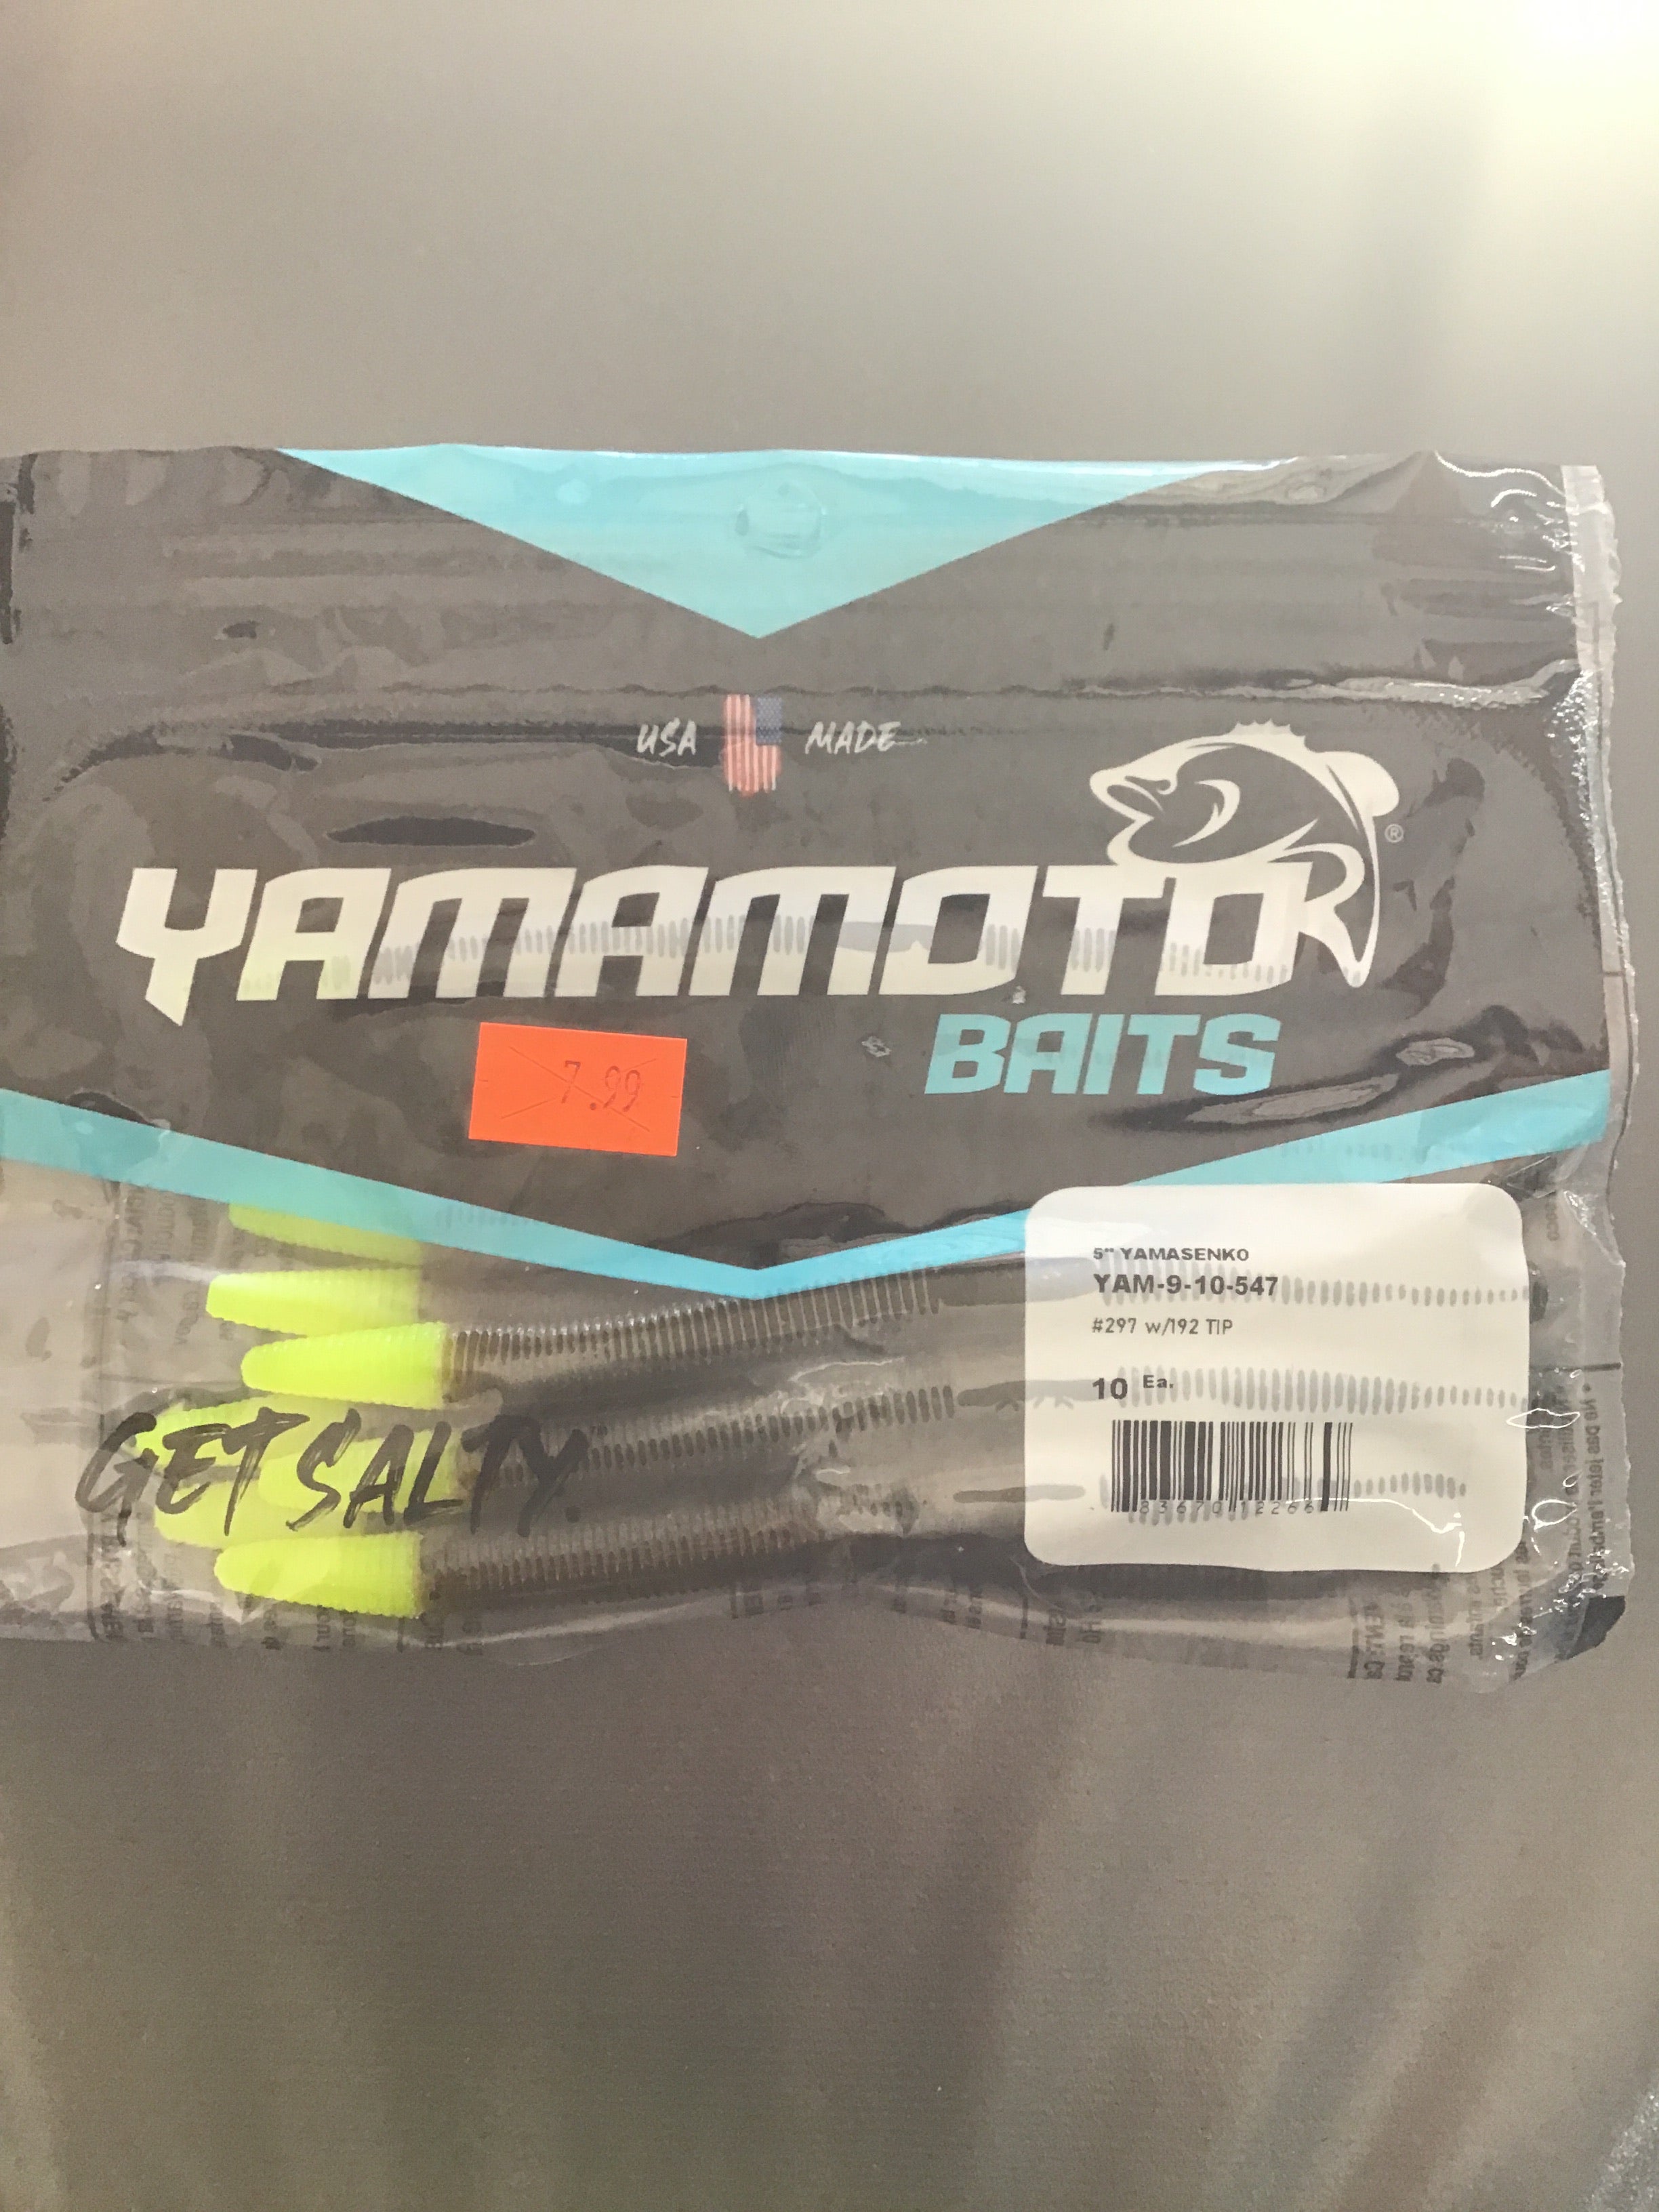 USA MADE
YAMAMOTO®
BAITS
7.99
5" YAMASENKO
YAM-9-10-547
#297 w/192 TIP
10 Ea.
GET SALTY.